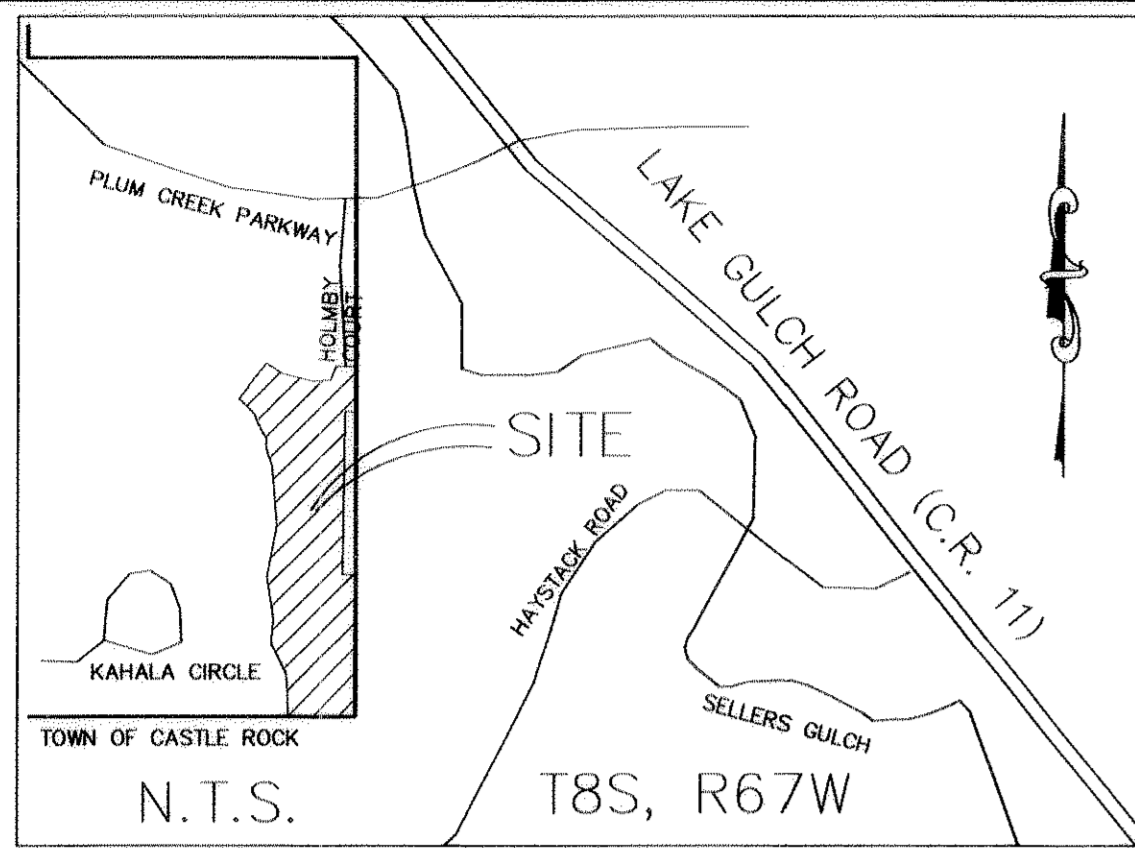 PLUM CREEK PARKWAY
LAKE GULCH ROAD (C.R. 11)
HOLMBY
COURT
SITE
HAYSTACK ROAD
KAHALA CIRCLE
SELLERS GULCH
TOWN OF CASTLE ROCK
N.T.S.
T8S, R67W